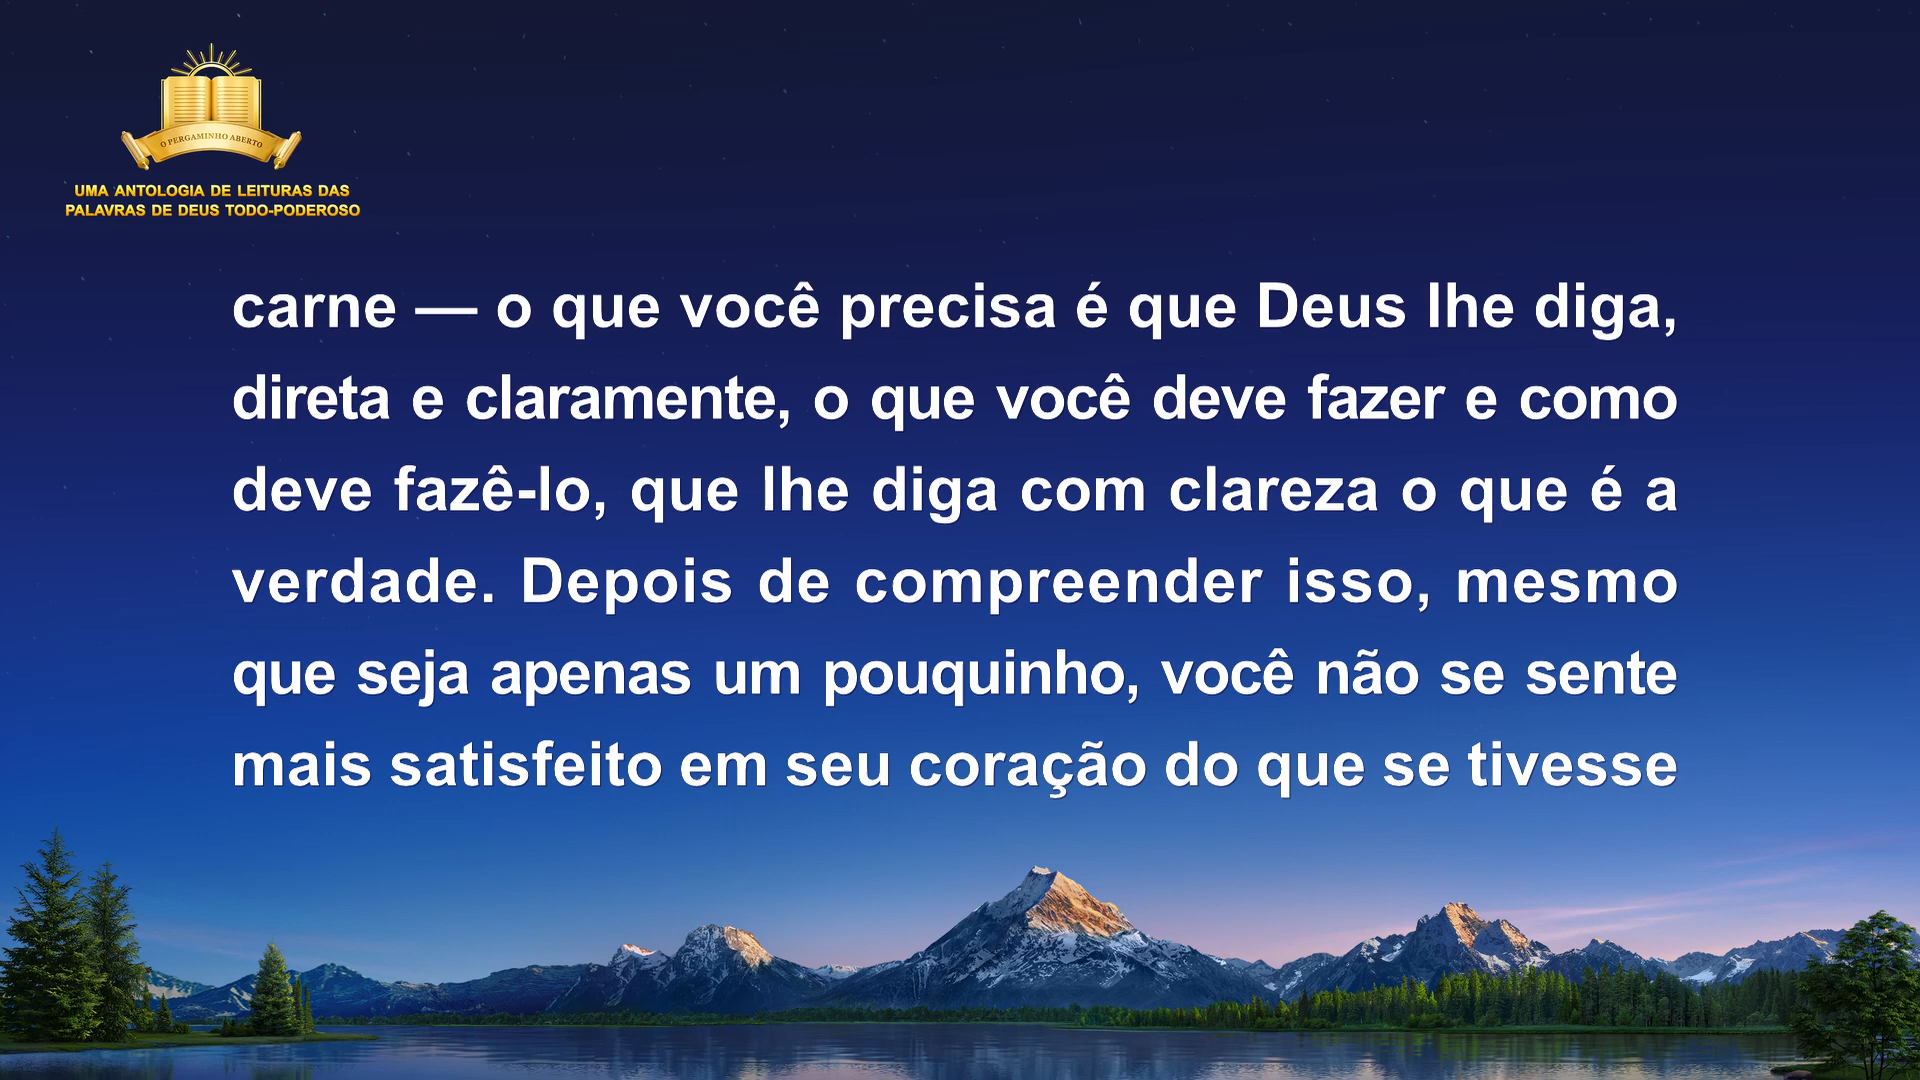 O PERGAMINHO ABERTO
UMA ANTOLOGIA DE LEITURAS DAS
PALAVRAS DE DEUS TODO-PODEROSO
carne — o que você precisa é que Deus lhe diga,
direta e claramente, o que você deve fazer e como
deve fazê-lo, que lhe diga com clareza o que é a
verdade. Depois de compreender isso, mesmo
que seja apenas um pouquinho, você não se sente
mais satisfeito em seu coração do que se tivesse